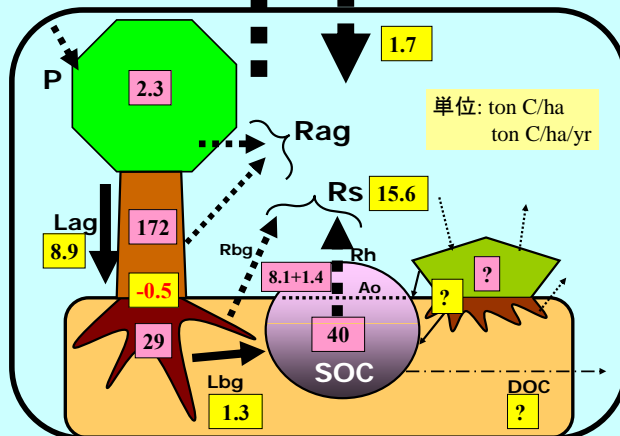 1.7
P
2.3
単位: ton C/ha
ton C/ha/yr
Rag
Rs
15.6
Lag
8.9
172
Rbg
Rh
8.1+1.4
Ao
?
?
-0.5
29
40
SOC
Lbg
1.3
DOC
?